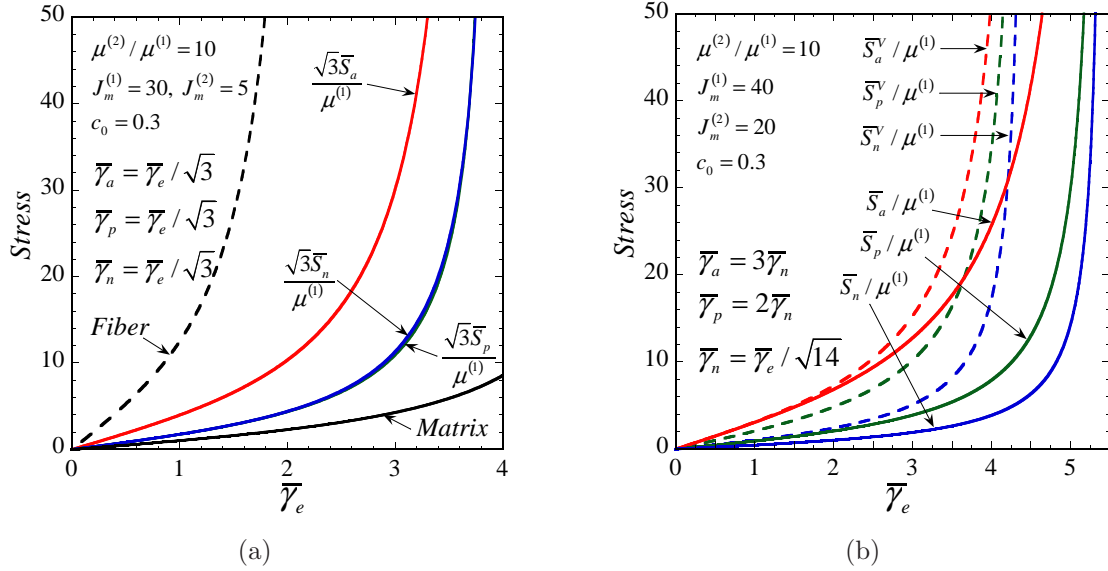 50
40
30
20
10
0
Stress
μ^(2) / μ^(1) = 10
J_m^(1) = 30, J_m^(2) = 5
c_0 = 0.3
γ̅_a = γ̅_e / √3
γ̅_p = γ̅_e / √3
γ̅_n = γ̅_e / √3
Fiber
√3S̅_a / μ^(1)
√3S̅_n / μ^(1)
√3S̅_p / μ^(1)
Matrix
0 1 2 3 4
γ̅_e
(a)
50
40
30
20
10
0
Stress
μ^(2) / μ^(1) = 10
J_m^(1) = 40
J_m^(2) = 20
c_0 = 0.3
S̅_a^V / μ^(1)
S̅_p^V / μ^(1)
S̅_n^V / μ^(1)
S̅_a / μ^(1)
S̅_p / μ^(1)
S̅_n / μ^(1)
γ̅_a = 3γ̅_n
γ̅_p = 2γ̅_n
γ̅_n = γ̅_e / √14
0 1 2 3 4 5
γ̅_e
(b)